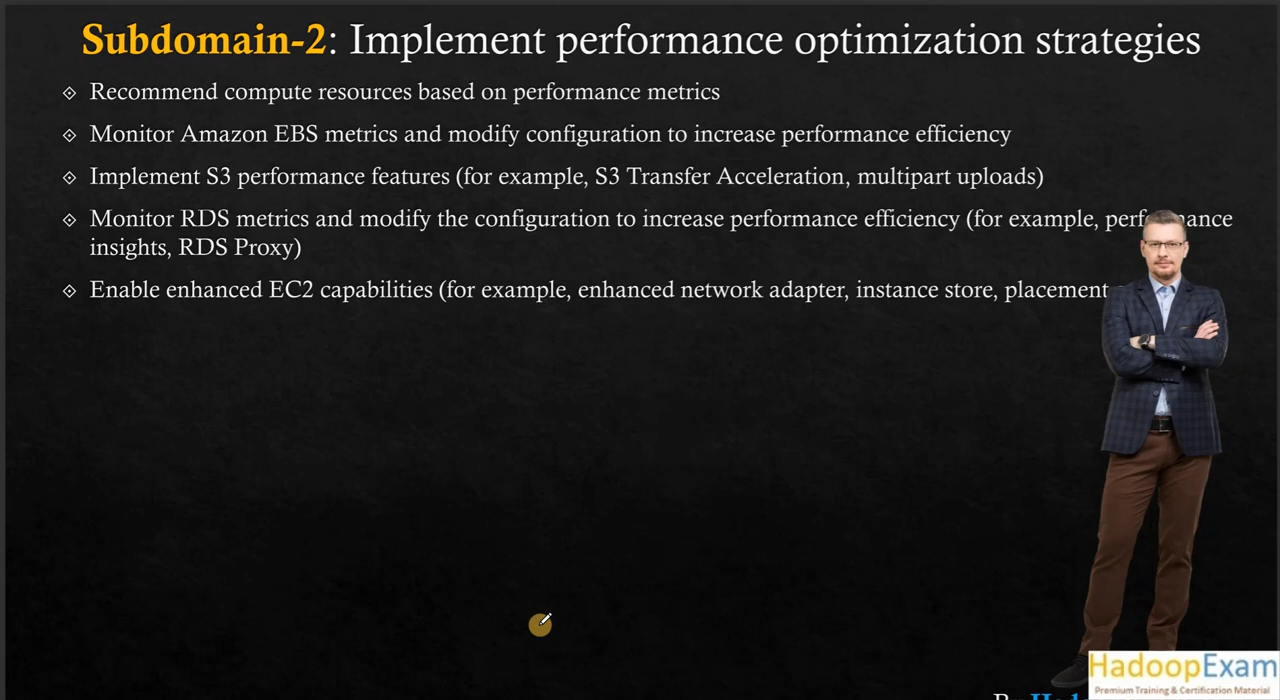 Subdomain-2: Implement performance optimization strategies
Recommend compute resources based on performance metrics
Monitor Amazon EBS metrics and modify configuration to increase performance efficiency
Implement S3 performance features (for example, S3 Transfer Acceleration, multipart uploads)
Monitor RDS metrics and modify the configuration to increase performance efficiency (for example, performance
insights, RDS Proxy)
Enable enhanced EC2 capabilities (for example, enhanced network adapter, instance store, placement
HadoopExam
Premium Training & Certification Material